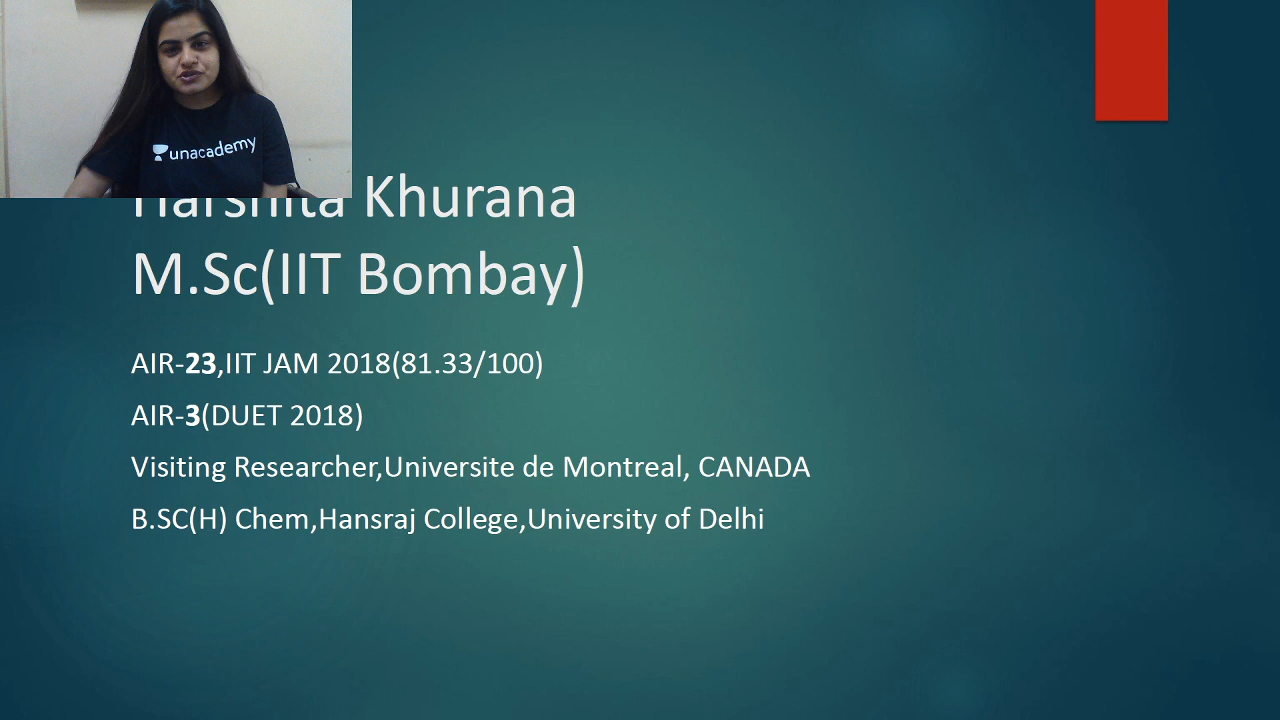 unacademy
Harshita Khurana
M.Sc(IIT Bombay)
AIR-23,IIT JAM 2018(81.33/100)
AIR-3(DUET 2018)
Visiting Researcher,Universite de Montreal, CANADA
B.SC(H) Chem,Hansraj College,University of Delhi